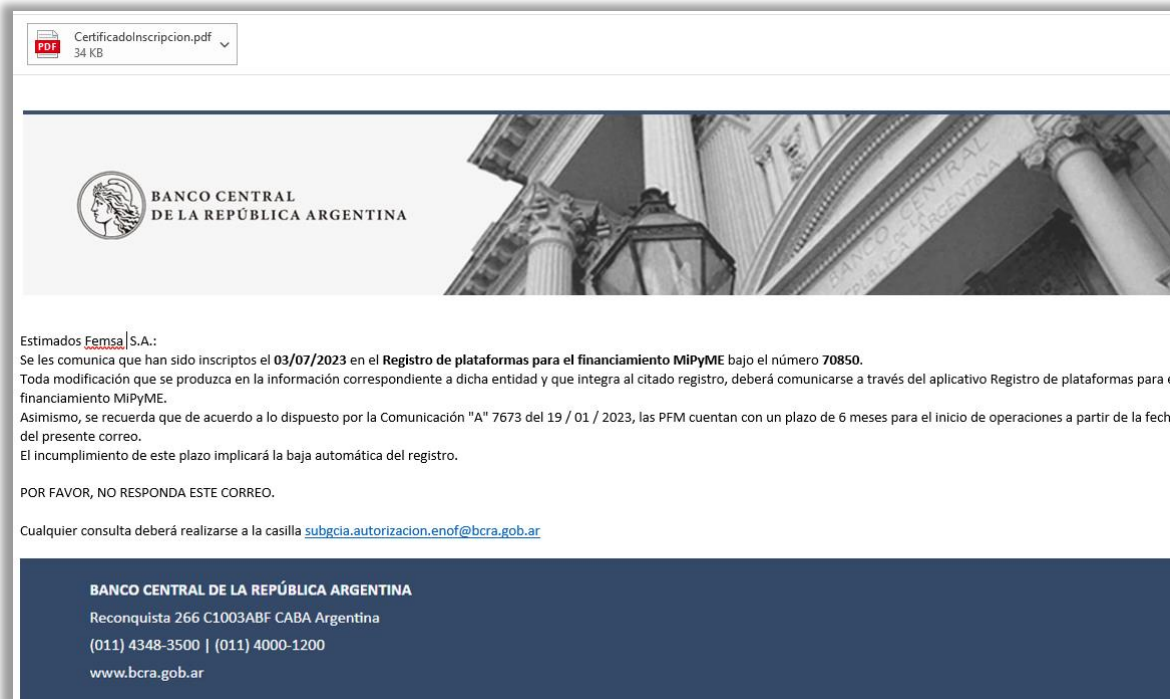 CertificadoInscripcion.pdf
PDF
34 KB
BANCO CENTRAL
DE LA REPÚBLICA ARGENTINA
BANCO CENTRAL
REPUBLICA ARGENTINA
Estimados Femsa S.A.:
Se les comunica que han sido inscriptos el 03/07/2023 en el Registro de plataformas para el financiamiento MiPyME bajo el número 70850.
Toda modificación que se produzca en la información correspondiente a dicha entidad y que integra al citado registro, deberá comunicarse a través del aplicativo Registro de plataformas para e
financiamiento MiPyME.
Asimismo, se recuerda que de acuerdo a lo dispuesto por la Comunicación "A" 7673 del 19 / 01 / 2023, las PFM cuentan con un plazo de 6 meses para el inicio de operaciones a partir de la fech
del presente correo.
El incumplimiento de este plazo implicará la baja automática del registro.
POR FAVOR, NO RESPONDA ESTE CORREO.
Cualquier consulta deberá realizarse a la casilla subgcia.autorizacion.enof@bcra.gob.ar
BANCO CENTRAL DE LA REPÚBLICA ARGENTINA
Reconquista 266 C1003ABF CABA Argentina
(011) 4348-3500 | (011) 4000-1200
www.bcra.gob.ar